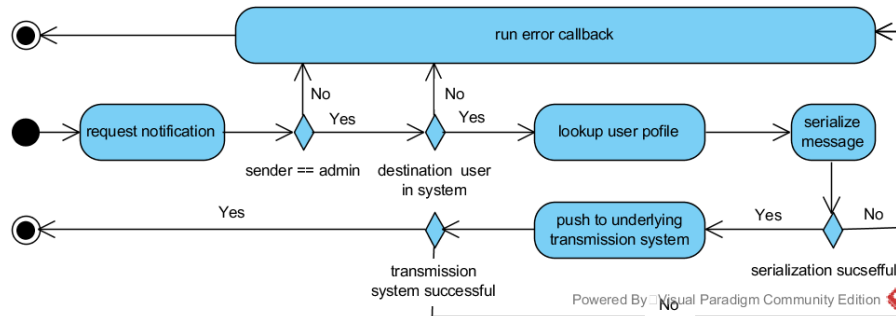 run error callback
No
No
request notification
Yes
Yes
lookup user pofile
serialize
message
sender == admin
destination user
in system
Yes
push to underlying
transmission system
Yes
No
transmission
system successful
serialization sucsefful
Powered By Visual Paradigm Community Edition
No